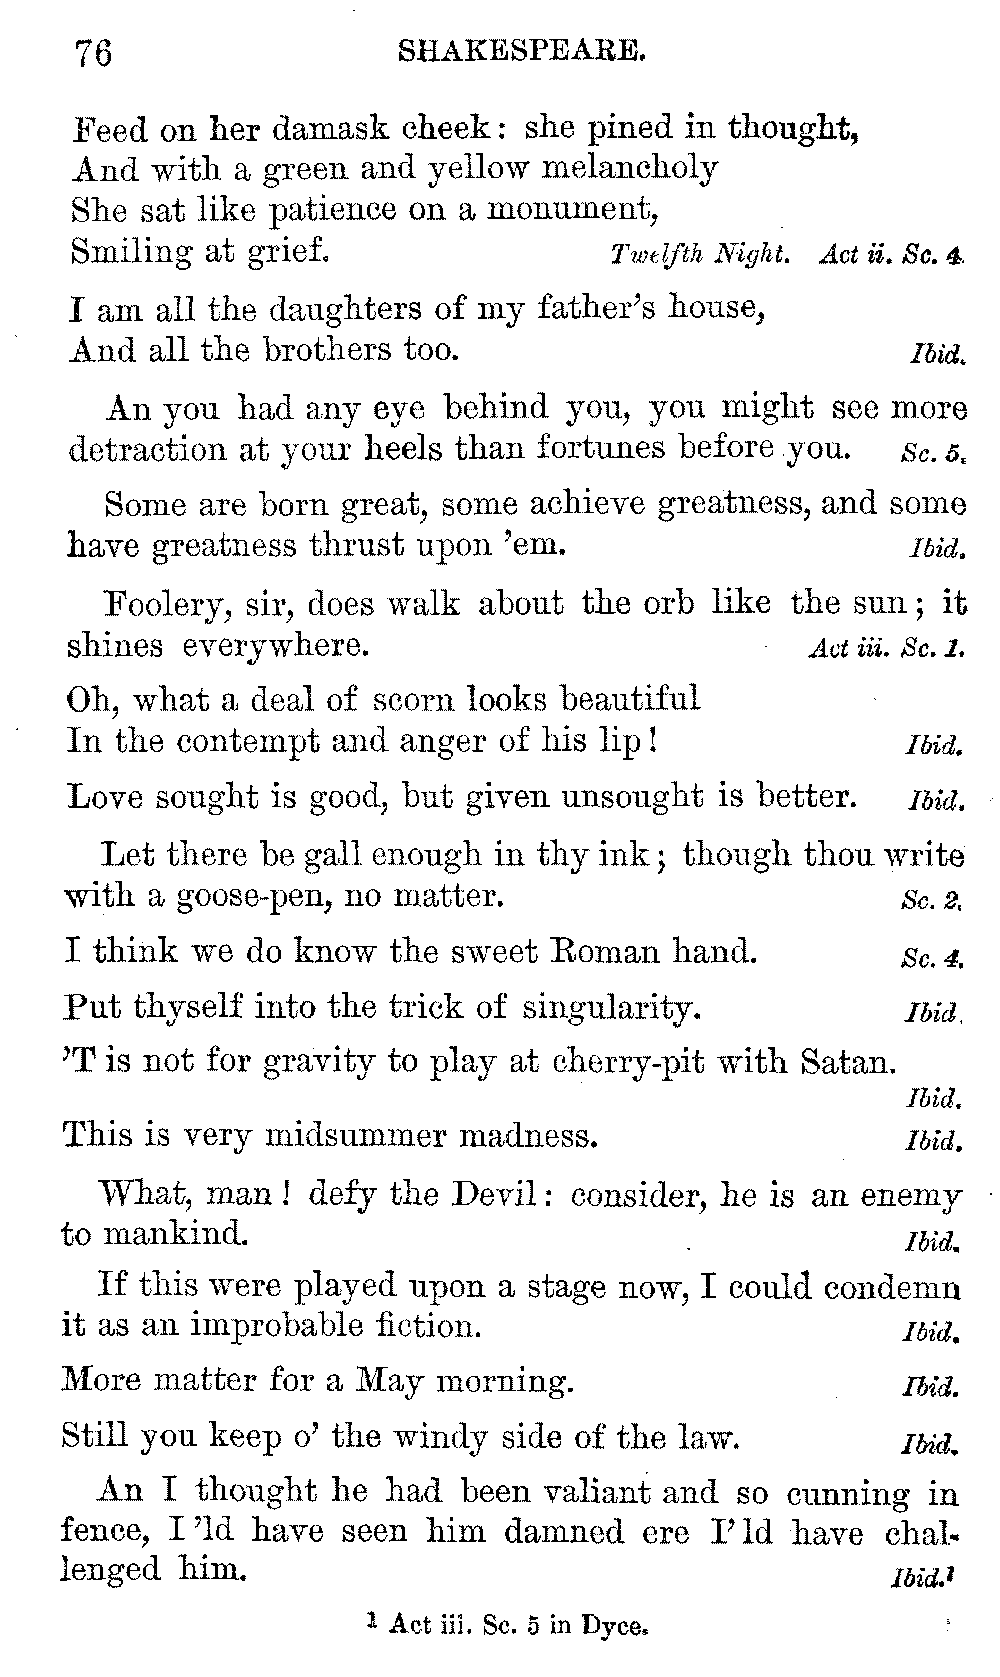 76 SHAKESPEARE.
Feed on her damask cheek: she pined in thought,
And with a green and yellow melancholy
She sat like patience on a monument,
Smiling at grief. Twelfth Night. Act ii. Sc. 4.
I am all the daughters of my father's house,
And all the brothers too. Ibid.
An you had any eye behind you, you might see more
detraction at your heels than fortunes before you. Sc. 5.
Some are born great, some achieve greatness, and some
have greatness thrust upon 'em. Ibid.
Foolery, sir, does walk about the orb like the sun; it
shines everywhere. Act iii. Sc. 1.
Oh, what a deal of scorn looks beautiful
In the contempt and anger of his lip! Ibid.
Love sought is good, but given unsought is better. Ibid.
Let there be gall enough in thy ink; though thou write
with a goose-pen, no matter. Sc. 2.
I think we do know the sweet Roman hand. Sc. 4.
Put thyself into the trick of singularity. Ibid.
'T is not for gravity to play at cherry-pit with Satan.
Ibid.
This is very midsummer madness. Ibid.
What, man! defy the Devil: consider, he is an enemy
to mankind. Ibid.
If this were played upon a stage now, I could condemn
it as an improbable fiction. Ibid.
More matter for a May morning. Ibid.
Still you keep o' the windy side of the law. Ibid.
An I thought he had been valiant and so cunning in
fence, I 'ld have seen him damned ere I' ld have chal-
lenged him. Ibid.¹
¹ Act iii. Sc. 5 in Dyce.